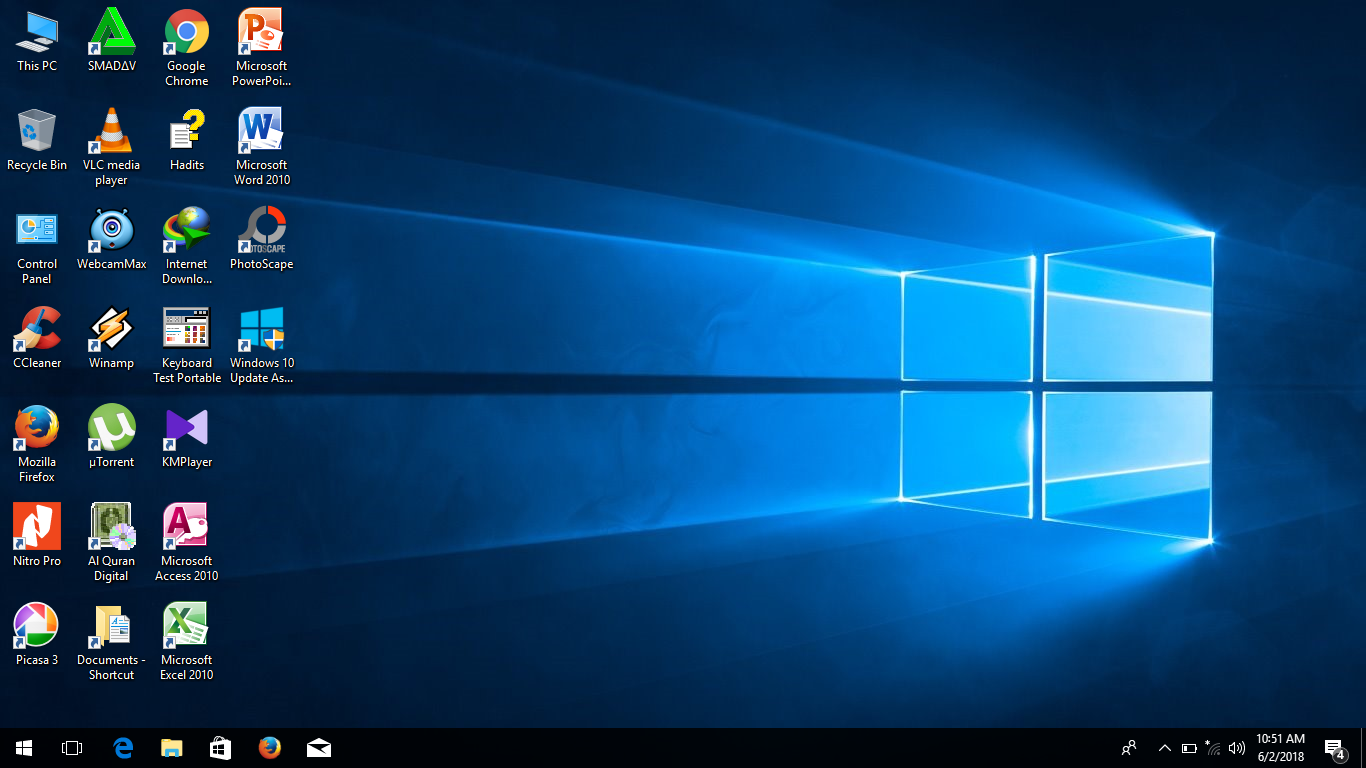 This PC
SMADΔV
Google
Chrome
Microsoft
PowerPoi...
Recycle Bin
VLC media
player
Hadits
Microsoft
Word 2010
Control
Panel
WebcamMax
Internet
Downlo...
PHOTOSCAPE
PhotoScape
CCleaner
Winamp
Keyboard
Test Portable
Windows 10
Update As...
Mozilla
Firefox
µTorrent
KMPlayer
Nitro Pro
Al Quran
Digital
Microsoft
Access 2010
Picasa 3
Documents -
Shortcut
Microsoft
Excel 2010
10:51 AM
6/2/2018
4